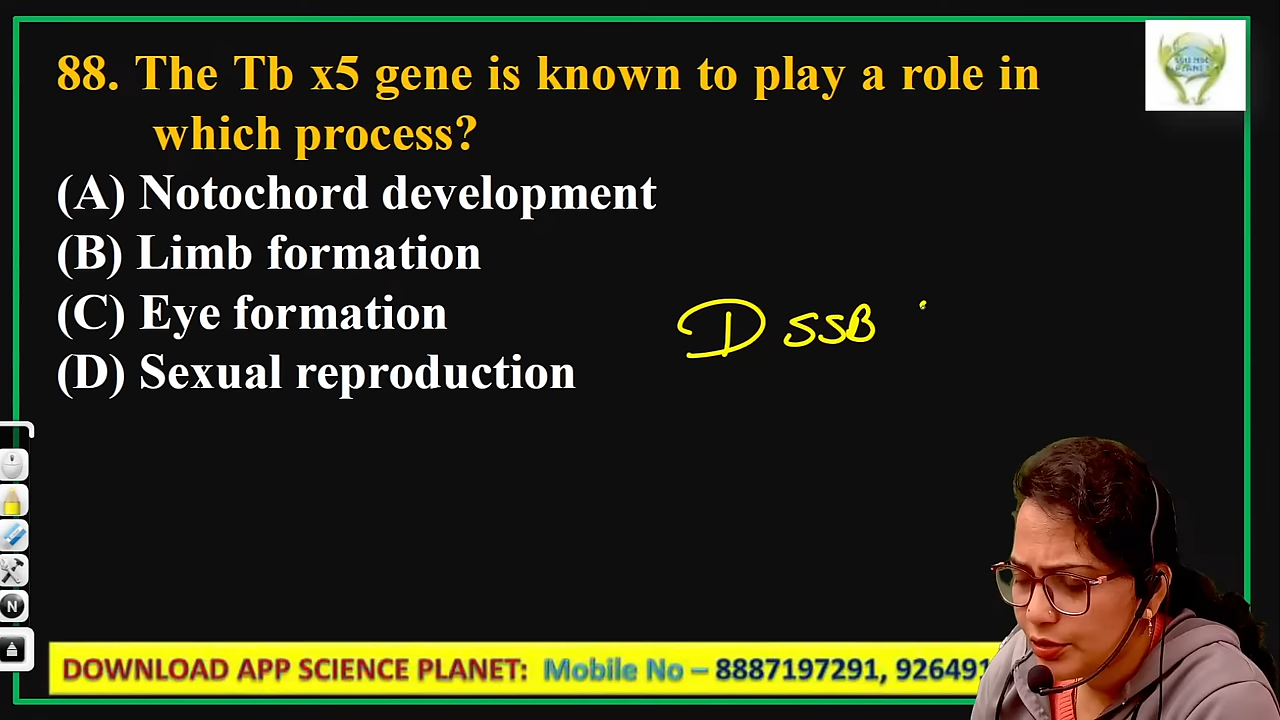 88. The Tb x5 gene is known to play a role in
which process?
(A) Notochord development
(B) Limb formation
(C) Eye formation
(D) Sexual reproduction
DSSB
N
DOWNLOAD APP SCIENCE PLANET: Mobile No – 8887197291, 92649